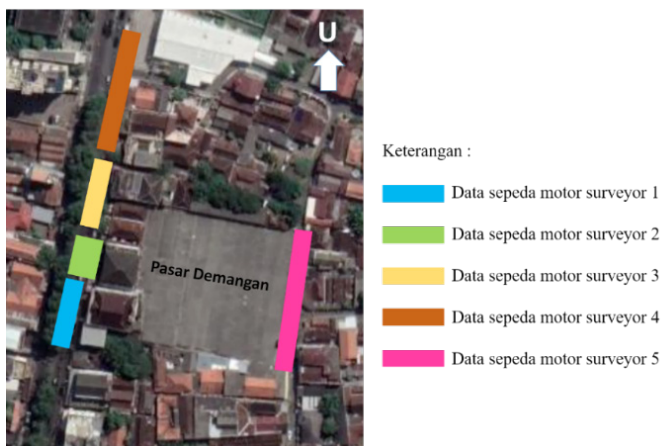 U
Pasar Demangan
Keterangan :
Data sepeda motor surveyor 1
Data sepeda motor surveyor 2
Data sepeda motor surveyor 3
Data sepeda motor surveyor 4
Data sepeda motor surveyor 5